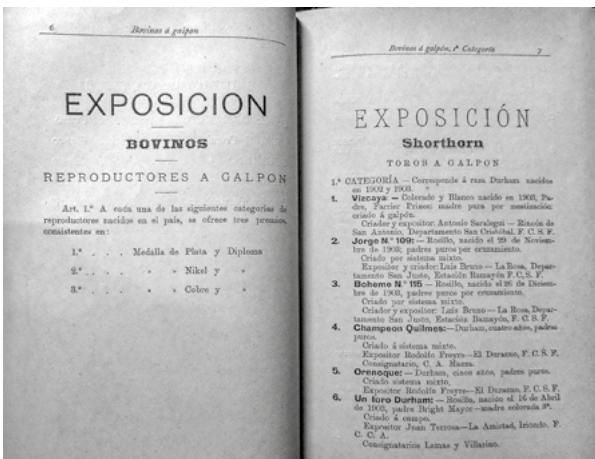 6
Bovinos á galpon
EXPOSICION
BOVINOS
REPRODUCTORES A GALPON
Art. 1.º A cada una de las siguientes categorias de
reproductores nacidos en el país, se ofrece tres premios
consistentes en:
1.º . . . Medalla de Plata y Diploma
2.º . . . » » Nikel y »
3.º . . . » » Cobre y »
Bovinos á galpón, 1ª Categoría
7
EXPOSICIÓN
Shorthorn
TOROS A GALPON
1.ª CATEGORÍA — Corresponde á raza Durham nacidos
en 1902 y 1903.
1. Vizcaya: — Colorado y Blanco nacido en 1903, Pa-
dre, Farrier Prisou; madre pura por mestización:
criado á galpón.
Criador y expositor: Antonio Saralegui — Rincón de
San Antonio, Departamento San Cristóbal, F. C. S. F.
2. Jorge N.º 109: — Rosillo, nacido el 29 de Noviem-
bre de 1903; padres puros por cruzamiento.
Criado por sistema mixto.
Expositor y criador: Luis Bruno — La Rosa, Depar-
tamento San Justo, Estación Ramayón F. C. S. F.
3. Boheme N.º 115 — Rosillo, nacido el 26 de Diciem-
bre de 1903, padres puros por cruzamiento.
Criado por sistema mixto.
Criador y expositor: Luis Bruno — La Rosa, Depar-
tamento San Justo, Estación Ramayón, F. C. S. F.
4. Champeon Quilmes: — Durham, cuatro años, padres
puros.
Criado á sistema mixto.
Expositor Rodolfo Freyre — El Durazno, F. C. S. F.
Consignatario, C. A.
5. Orenoque: — Durham, cinco años, padres puros.
Criado sistema mixto.
Expositor Rodolfo Freyre — El Durazno, F. C. S. F.
6. Un toro Durham: — Rosillo, nació el 16 de Abril
de 1903, padre Bright Mayor — madre colorada 3ª.
Criado á campo.
Expositor Juan Terrosa — La Amistad, Iriondo, F.
C. C. A.
Consignatarios Lamas y Villarino.